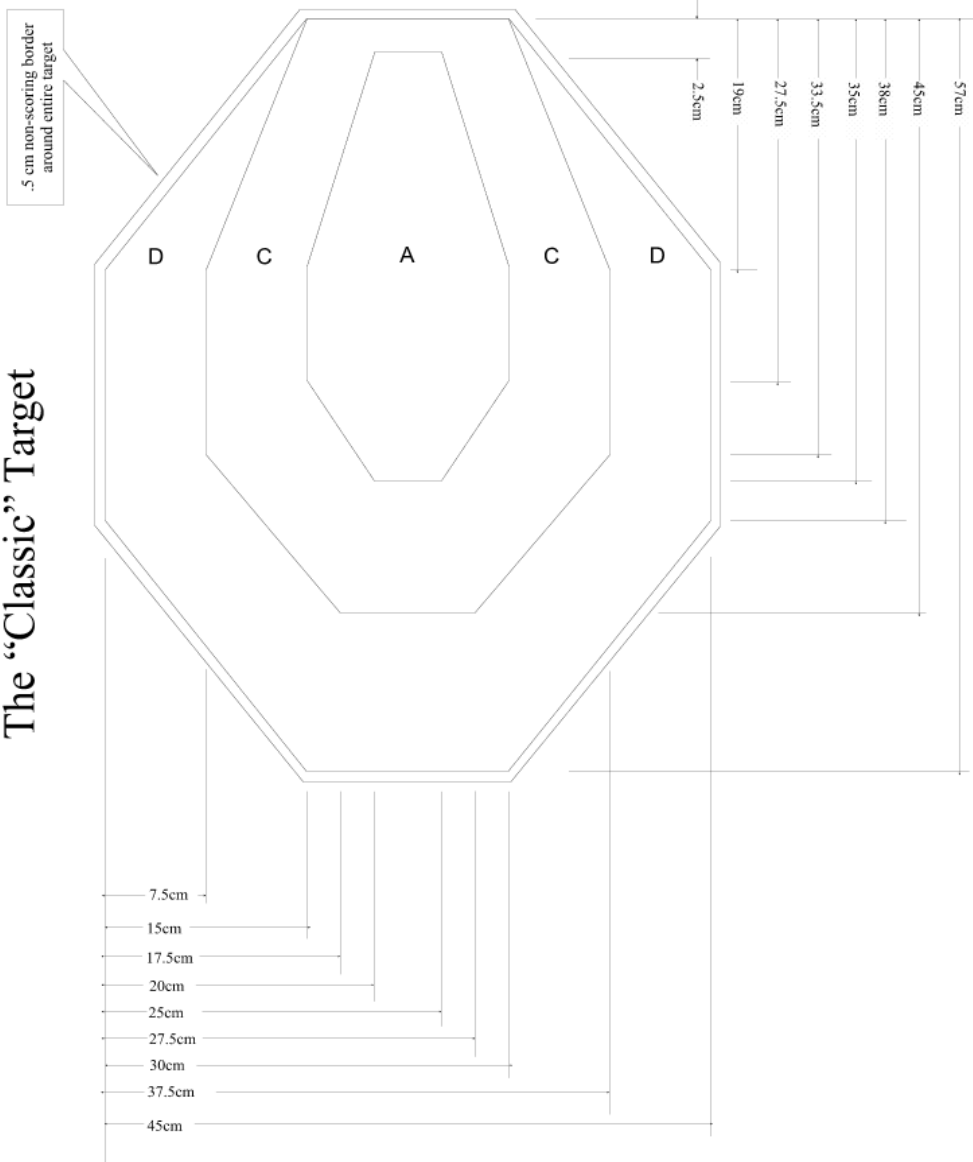 The “Classic” Target
.5 cm non-scoring border
around entire target
2.5cm
19cm
27.5cm
33.5cm
35cm
38cm
45cm
57cm
D C A C D
7.5cm
15cm
17.5cm
20cm
25cm
27.5cm
30cm
37.5cm
45cm